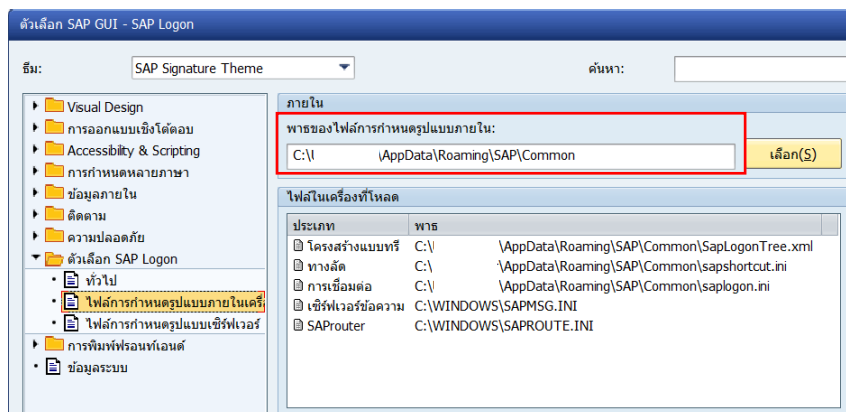 ตัวเลือก SAP GUI - SAP Logon
ธีม: SAP Signature Theme ค้นหา:
Visual Design
การออกแบบเชิงโต้ตอบ
Accessibility & Scripting
การกำหนดหลายภาษา
ข้อมูลภายใน
ติดตาม
ความปลอดภัย
ตัวเลือก SAP Logon
ทั่วไป
ไฟล์การกำหนดรูปแบบภายในเครื่
ไฟล์การกำหนดรูปแบบเซิร์ฟเวอร์
การพิมพ์ฟรอนท์เอนด์
ข้อมูลระบบ
ภายใน
พาธของไฟล์การกำหนดรูปแบบภายใน:
C:\ \AppData\Roaming\SAP\Common เลือก(S)
ไฟล์ในเครื่องที่โหลด
ประเภท พาธ
โครงสร้างแบบทรี C:\ \AppData\Roaming\SAP\Common\SapLogonTree.xml
ทางลัด C:\ \AppData\Roaming\SAP\Common\sapshortcut.ini
การเชื่อมต่อ C:\ \AppData\Roaming\SAP\Common\saplogon.ini
เซิร์ฟเวอร์ข้อความ C:\WINDOWS\SAPMSG.INI
SAProuter C:\WINDOWS\SAPROUTE.INI